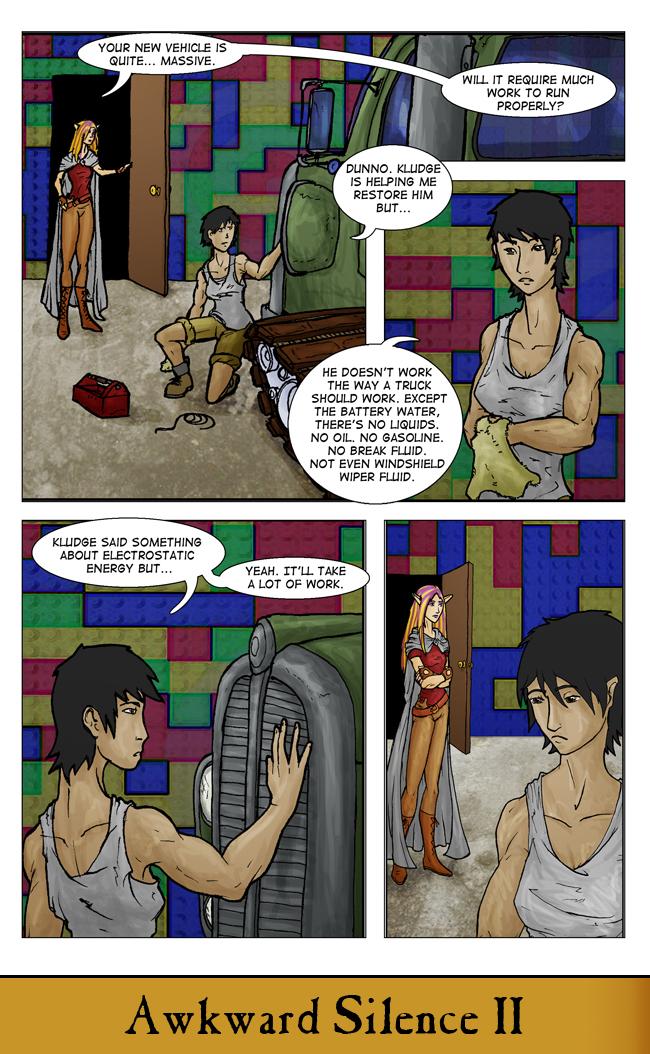 YOUR NEW VEHICLE IS
QUITE... MASSIVE.
WILL IT REQUIRE MUCH
WORK TO RUN
PROPERLY?
DUNNO. KLUDGE
IS HELPING ME
RESTORE HIM
BUT...
HE DOESN'T WORK
THE WAY A TRUCK
SHOULD WORK. EXCEPT
THE BATTERY WATER,
THERE'S NO LIQUIDS.
NO OIL. NO GASOLINE.
NO BREAK FLUID.
NOT EVEN WINDSHIELD
WIPER FLUID.
KLUDGE SAID SOMETHING
ABOUT ELECTROSTATIC
ENERGY BUT...
YEAH. IT'LL TAKE
A LOT OF WORK.
Awkward Silence II